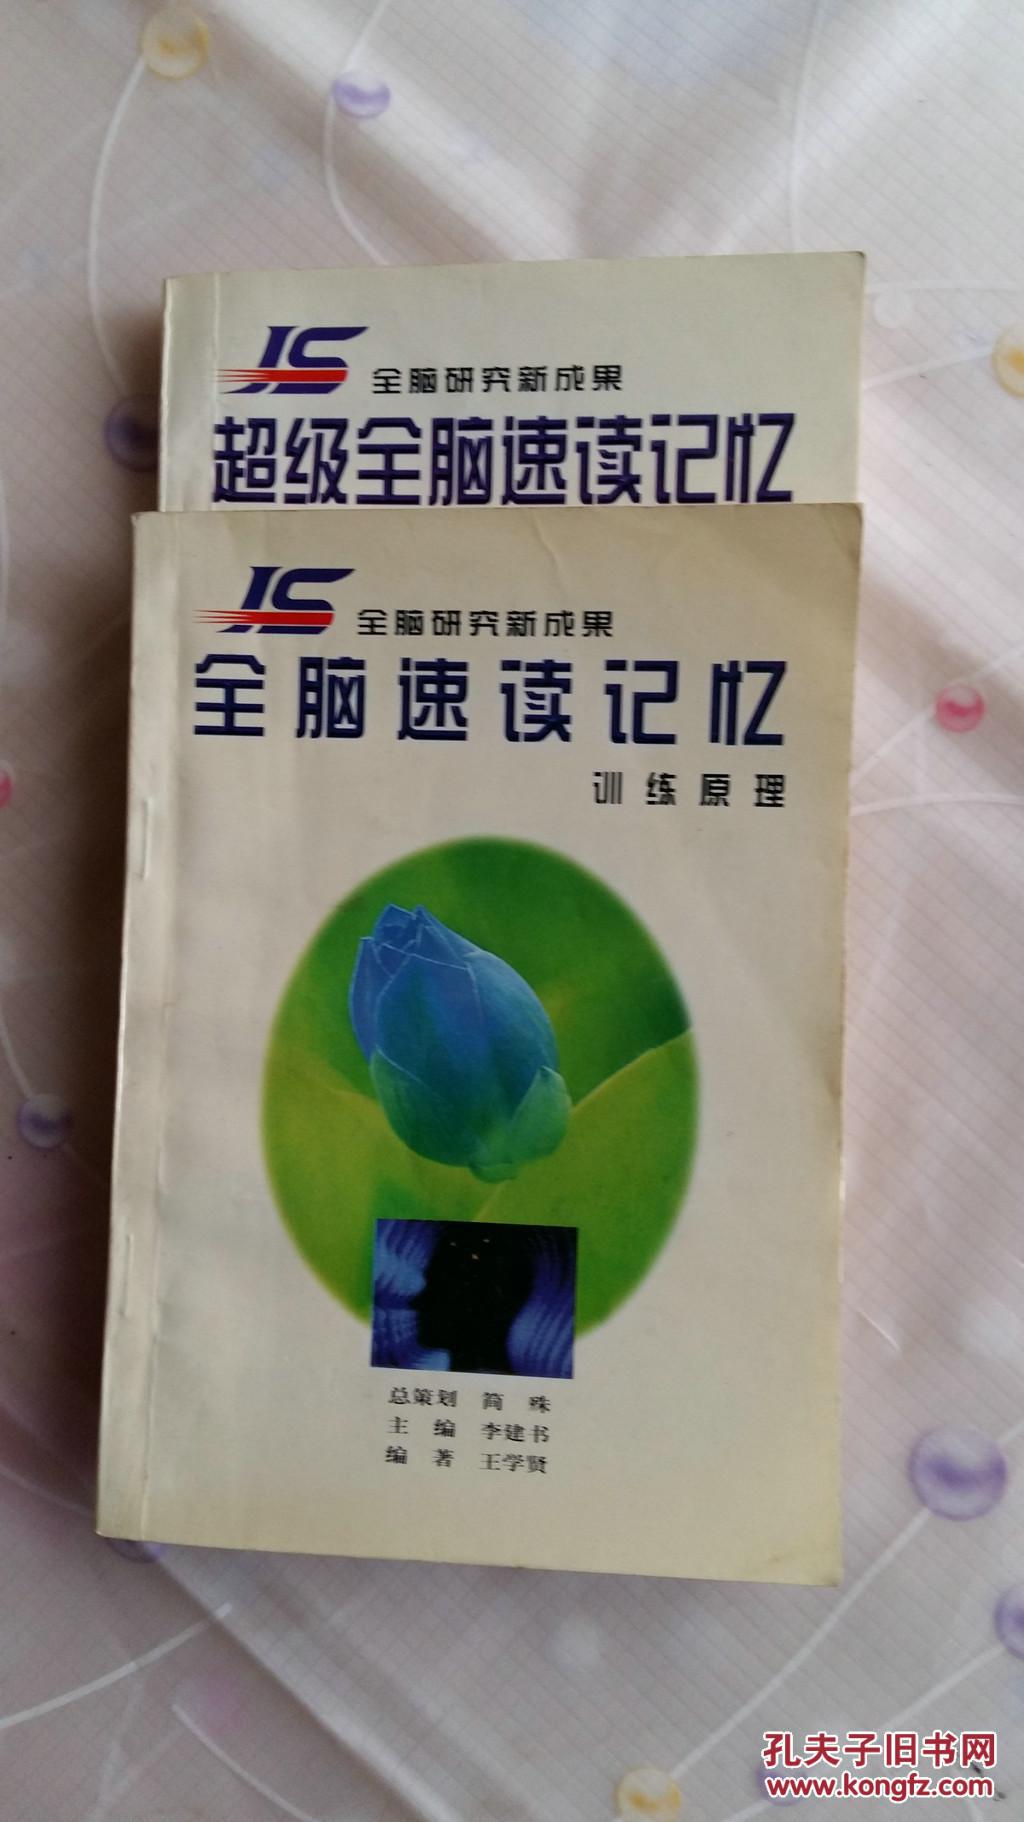 JS 全脑研究新成果
超级全脑速读记忆
JS 全脑研究新成果
全脑速读记忆
训练原理
总策划 简 殊
主 编 李建书
编 著 王学贤
孔夫子旧书网
www.kongfz.com